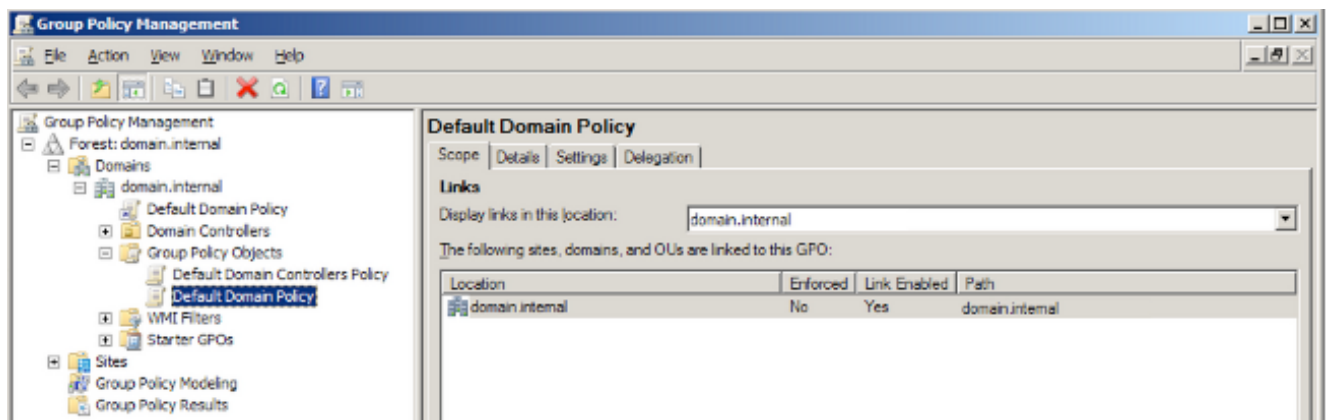 Group Policy Management
File Action View Window Help
Group Policy Management
Forest: domain.internal
Domains
domain.internal
Default Domain Policy
Domain Controllers
Group Policy Objects
Default Domain Controllers Policy
Default Domain Policy
WMI Filters
Starter GPOs
Sites
Group Policy Modeling
Group Policy Results
Default Domain Policy
Scope Details Settings Delegation
Links
Display links in this location: domain.internal
The following sites, domains, and OUs are linked to this GPO:
Location Enforced Link Enabled Path
domain.internal No Yes domain.internal